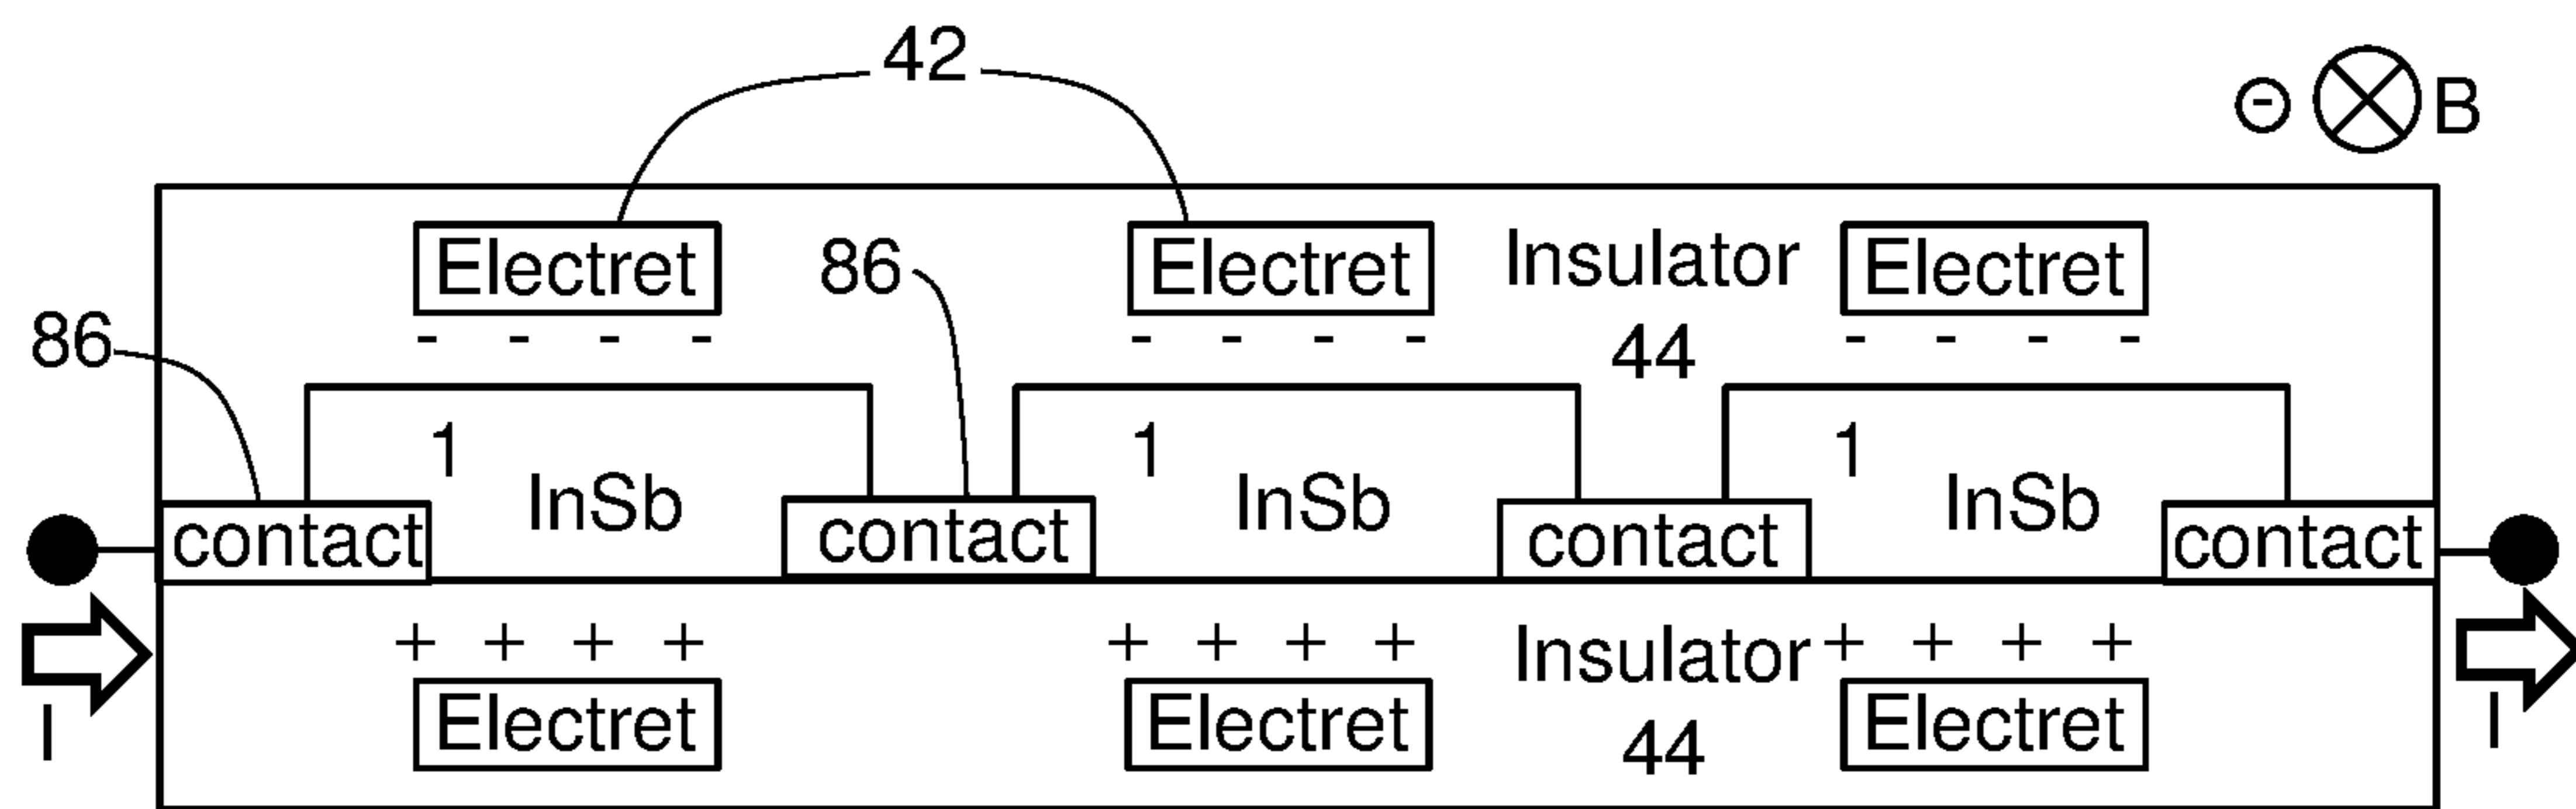 42
- B
Electret 86 Electret Insulator Electret
86 - - - - - - - - 44 - - - -
1 1 1
InSb InSb InSb
contact contact contact contact
+ + + + + + + + Insulator + + + +
I Electret Electret 44 Electret I